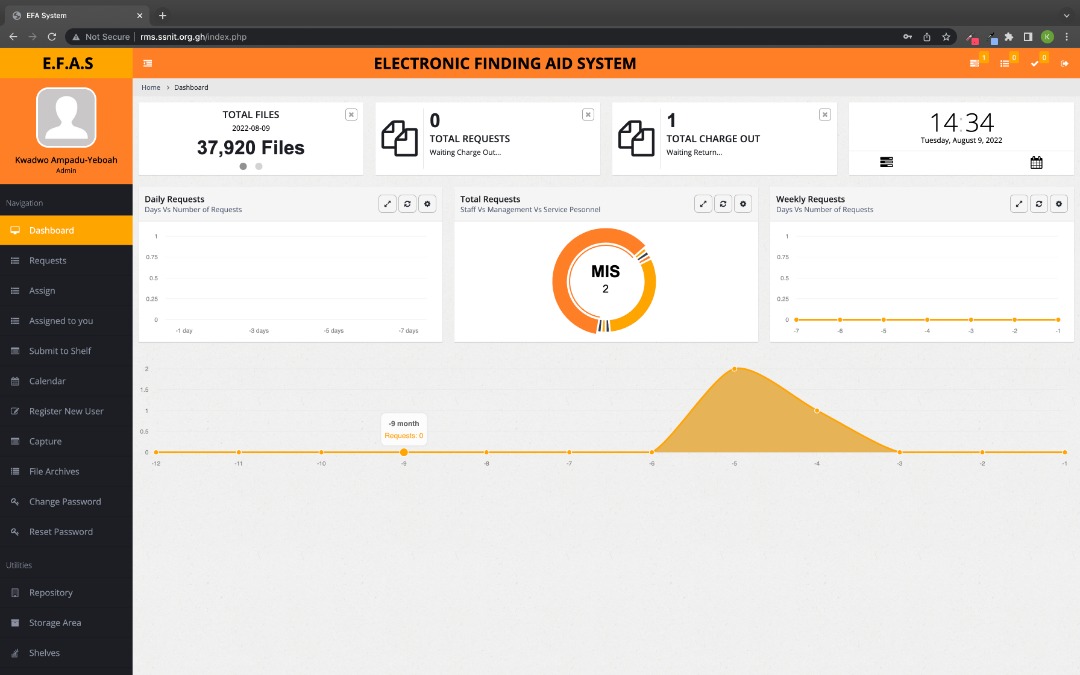 EFA System
Not Secure
rms.ssnit.org.gh/index.php
K
E.F.A.S
ELECTRONIC FINDING AID SYSTEM
1
0
0
Home > Dashboard
Kwadwo Ampadu-Yeboah
Admin
TOTAL FILES
2022-08-09
37,920 Files
0
TOTAL REQUESTS
Waiting Charge Out...
1
TOTAL CHARGE OUT
Waiting Return...
14:34
Tuesday, August 9, 2022
Navigation
Dashboard
Requests
Assign
Assigned to you
Submit to Shelf
Calendar
Register New User
Capture
File Archives
Change Password
Reset Password
Utilities
Repository
Storage Area
Shelves
Daily Requests
Days Vs Number of Requests
1
0.75
0.5
0.25
0
-1 day
-3 days
-5 days
-7 days
Total Requests
Staff Vs Management Vs Service Pesonnel
MIS
2
Weekly Requests
Days Vs Number of Requests
1
0.75
0.5
0.25
0
-7
-6
-5
-4
-3
-2
-1
2
1.5
1
0.5
0
-9 month
Requests: 0
-12
-11
-10
-9
-8
-7
-6
-5
-4
-3
-2
-1